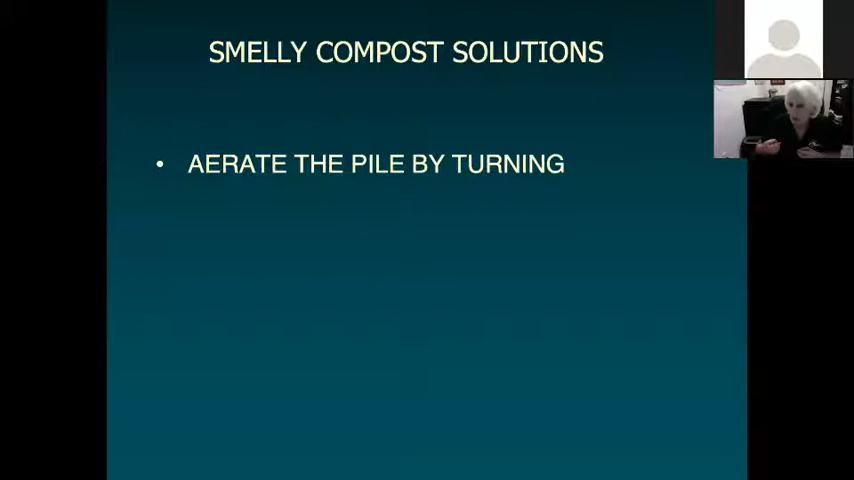 SMELLY COMPOST SOLUTIONS
• AERATE THE PILE BY TURNING